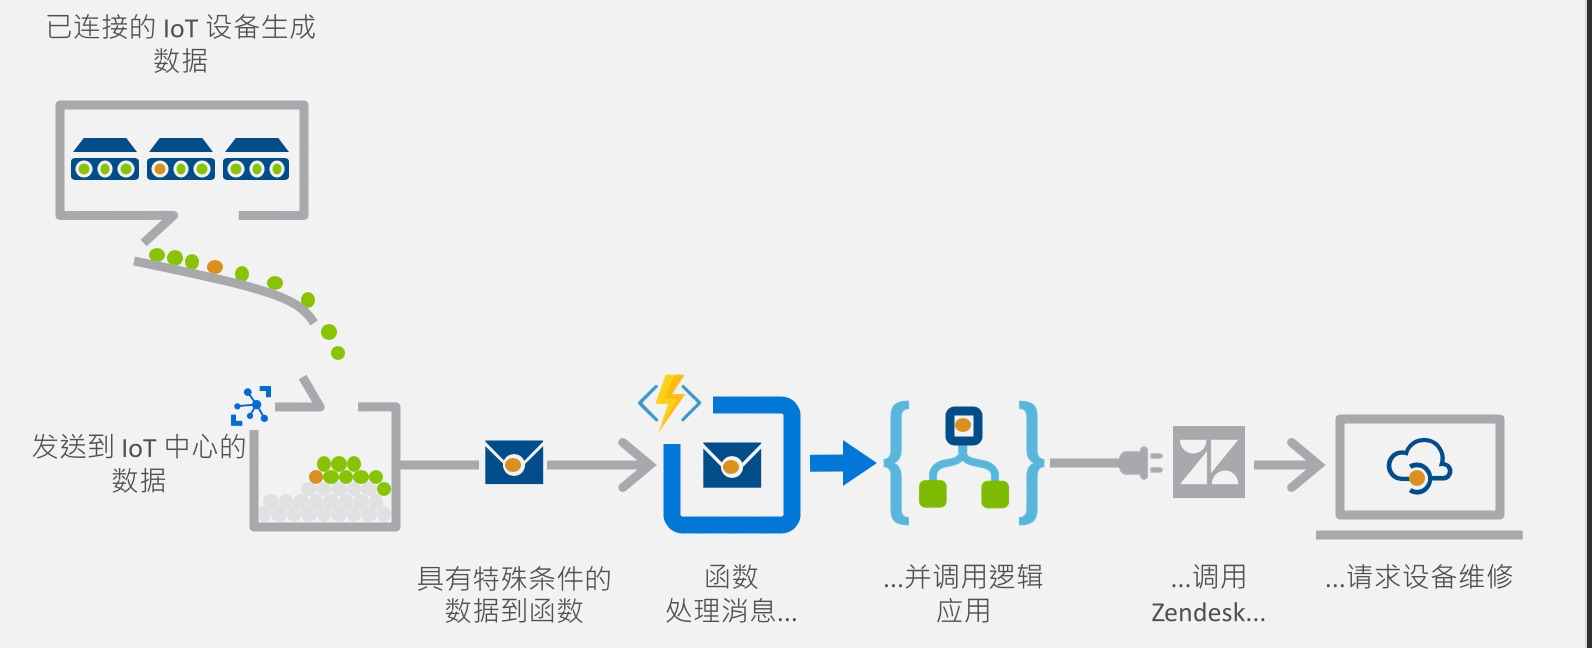 已连接的 IoT 设备生成
数据
发送到 IoT 中心的
数据
具有特殊条件的
数据到函数
函数
处理消息...
...并调用逻辑
应用
...调用
Zendesk...
...请求设备维修